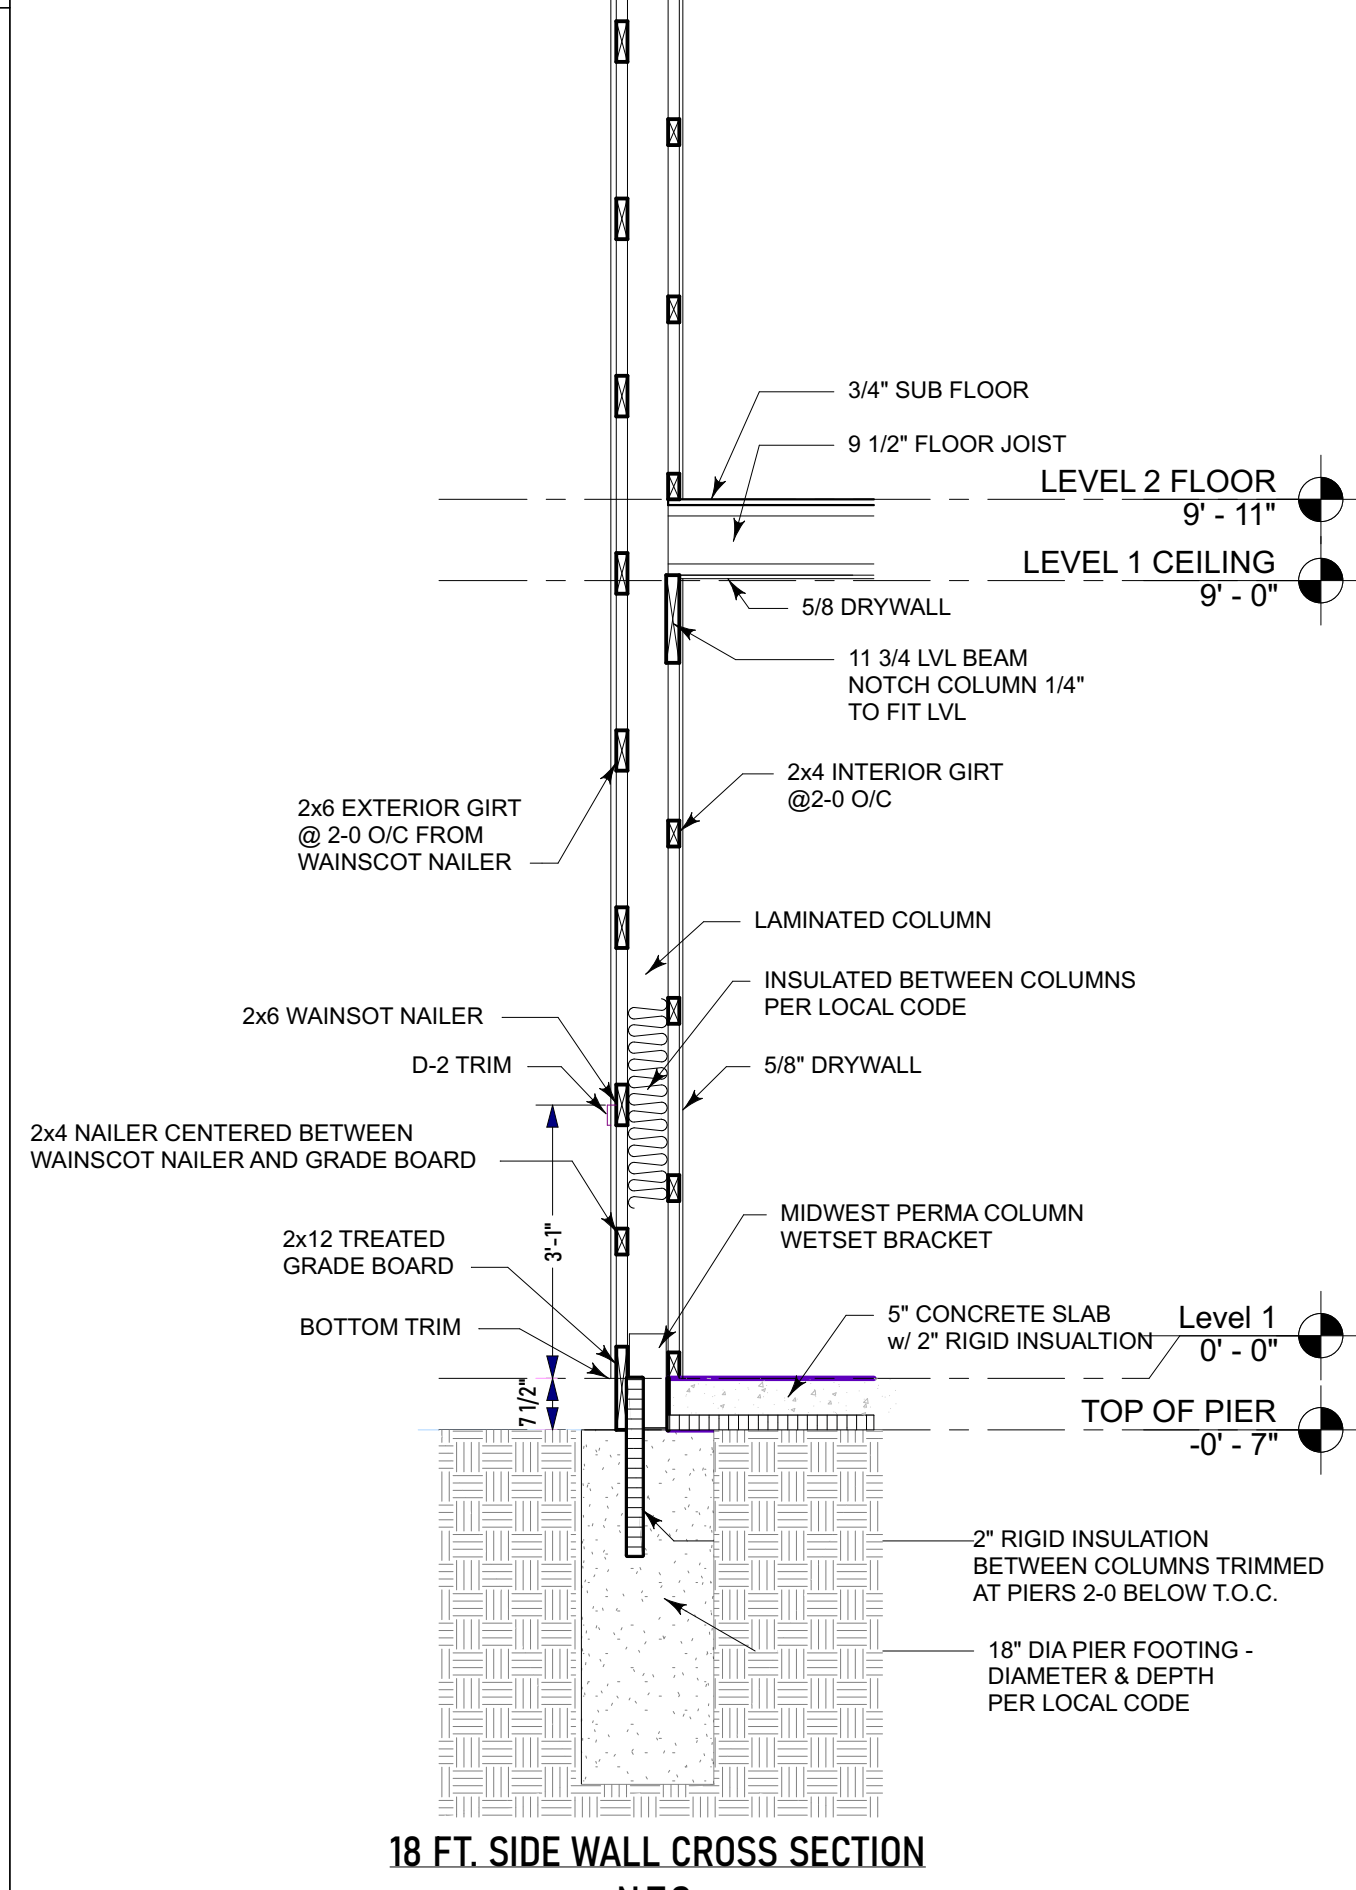 3/4" SUB FLOOR
9 1/2" FLOOR JOIST
LEVEL 2 FLOOR
9' - 11"
LEVEL 1 CEILING
9' - 0"
5/8 DRYWALL
11 3/4 LVL BEAM
NOTCH COLUMN 1/4"
TO FIT LVL
2x4 INTERIOR GIRT
@2-0 O/C
2x6 EXTERIOR GIRT
@ 2-0 O/C FROM
WAINSCOT NAILER
LAMINATED COLUMN
INSULATED BETWEEN COLUMNS
PER LOCAL CODE
2x6 WAINSOT NAILER
D-2 TRIM
5/8" DRYWALL
2x4 NAILER CENTERED BETWEEN
WAINSCOT NAILER AND GRADE BOARD
3'-1"
MIDWEST PERMA COLUMN
WETSET BRACKET
2x12 TREATED
GRADE BOARD
BOTTOM TRIM
5" CONCRETE SLAB
w/ 2" RIGID INSUALTION
Level 1
0' - 0"
7 1/2"
TOP OF PIER
-0' - 7"
2" RIGID INSULATION
BETWEEN COLUMNS TRIMMED
AT PIERS 2-0 BELOW T.O.C.
18" DIA PIER FOOTING -
DIAMETER & DEPTH
PER LOCAL CODE
18 FT. SIDE WALL CROSS SECTION